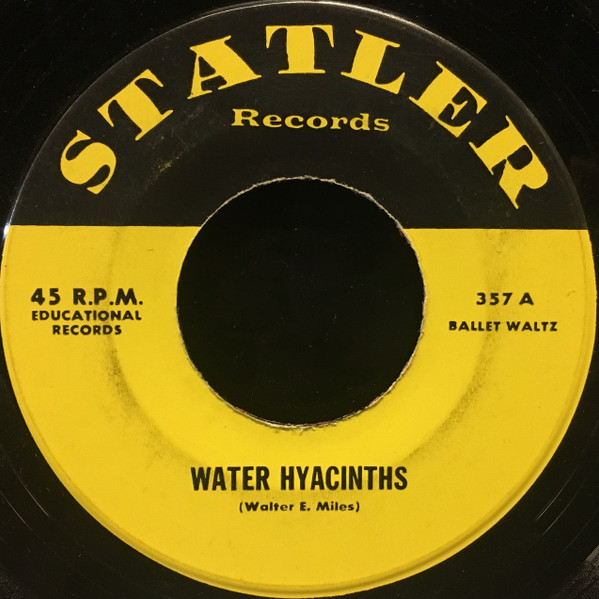 STATLER
Records
45 R.P.M.
EDUCATIONAL
RECORDS
357 A
BALLET WALTZ
WATER HYACINTHS
(Walter E. Miles)